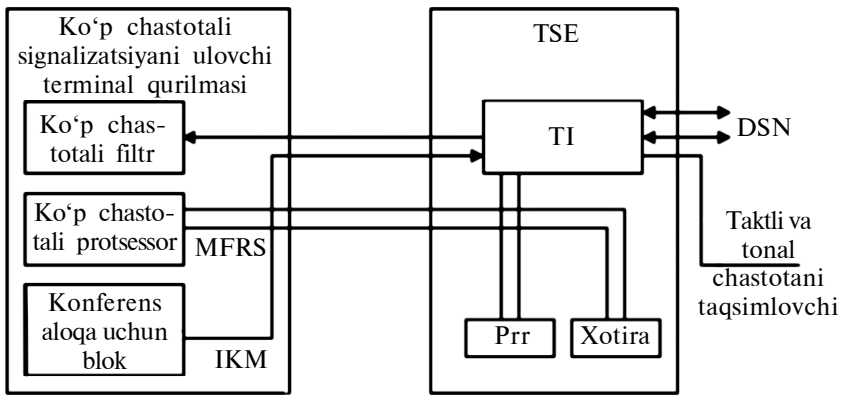 Ko‘p chastotali
signalizatsiyani ulovchi
terminal qurilmasi
Ko‘p chas-
totali filtr
Ko‘p chasto-
tali protsessor
MFRS
Konferens
aloqa uchun
blok
IKM
TSE
TI
DSN
Taktli va
tonal
chastotani
taqsimlovchi
Prr
Xotira